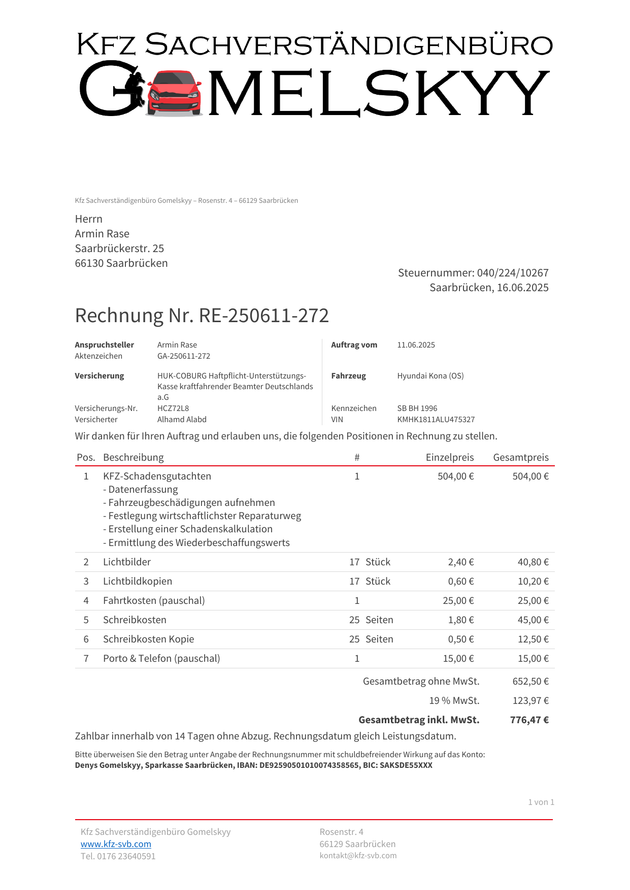 KFZ SACHVERSTÄNDIGENBÜRO
GOMELSKYY
Kfz Sachverständigenbüro Gomelskyy – Rosenstr. 4 – 66129 Saarbrücken
Herrn
Armin Rase
Saarbrückerstr. 25
66130 Saarbrücken
Steuernummer: 040/224/10267
Saarbrücken, 16.06.2025
Rechnung Nr. RE-250611-272
Anspruchsteller Armin Rase Auftrag vom 11.06.2025
Aktenzeichen GA-250611-272
Versicherung HUK-COBURG Haftpflicht-Unterstützungs- Fahrzeug Hyundai Kona (OS)
Kasse kraftfahrender Beamter Deutschlands
a.G
Versicherungs-Nr. HCZ72L8 Kennzeichen SB BH 1996
Versicherter Alhamd Alabd VIN KMHK1811ALU475327
Wir danken für Ihren Auftrag und erlauben uns, die folgenden Positionen in Rechnung zu stellen.
Pos. Beschreibung # Einzelpreis Gesamtpreis
1 KFZ-Schadensgutachten 1 504,00 € 504,00 €
- Datenerfassung
- Fahrzeugbeschädigungen aufnehmen
- Festlegung wirtschaftlichster Reparaturweg
- Erstellung einer Schadenskalkulation
- Ermittlung des Wiederbeschaffungswerts
2 Lichtbilder 17 Stück 2,40 € 40,80 €
3 Lichtbildkopien 17 Stück 0,60 € 10,20 €
4 Fahrtkosten (pauschal) 1 25,00 € 25,00 €
5 Schreibkosten 25 Seiten 1,80 € 45,00 €
6 Schreibkosten Kopie 25 Seiten 0,50 € 12,50 €
7 Porto & Telefon (pauschal) 1 15,00 € 15,00 €
Gesamtbetrag ohne MwSt. 652,50 €
19 % MwSt. 123,97 €
Gesamtbetrag inkl. MwSt. 776,47 €
Zahlbar innerhalb von 14 Tagen ohne Abzug. Rechnungsdatum gleich Leistungsdatum.
Bitte überweisen Sie den Betrag unter Angabe der Rechnungsnummer mit schuldbefreiender Wirkung auf das Konto:
Denys Gomelskyy, Sparkasse Saarbrücken, IBAN: DE92590501010074358565, BIC: SAKSDE55XXX
1 von 1
Kfz Sachverständigenbüro Gomelskyy Rosenstr. 4
www.kfz-svb.com 66129 Saarbrücken
Tel. 0176 23640591 kontakt@kfz-svb.com